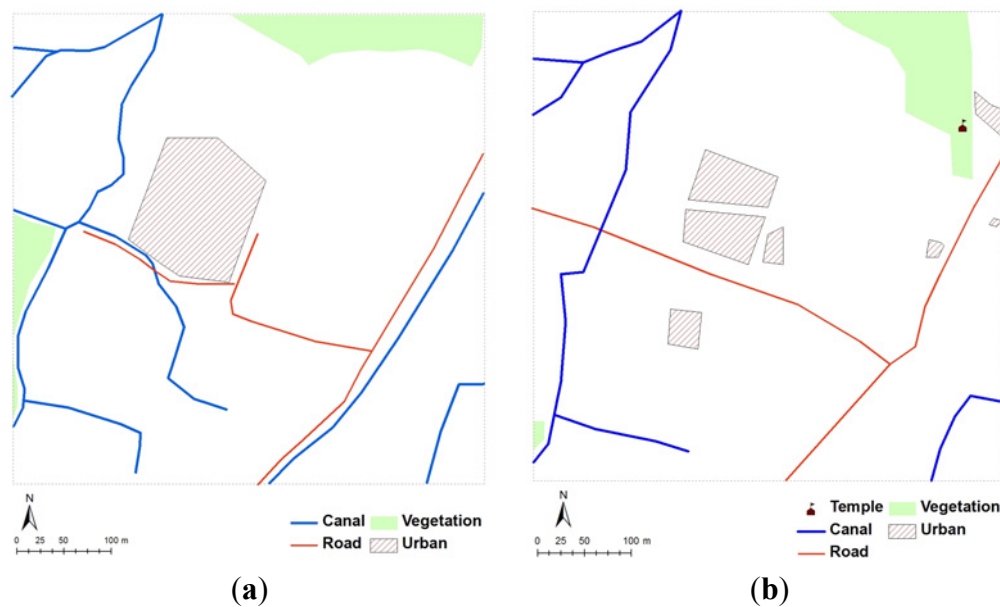 N
0 25 50 100 m
Canal
Vegetation
Road
Urban
(a)
N
0 25 50 100 m
Temple
Vegetation
Canal
Urban
Road
(b)